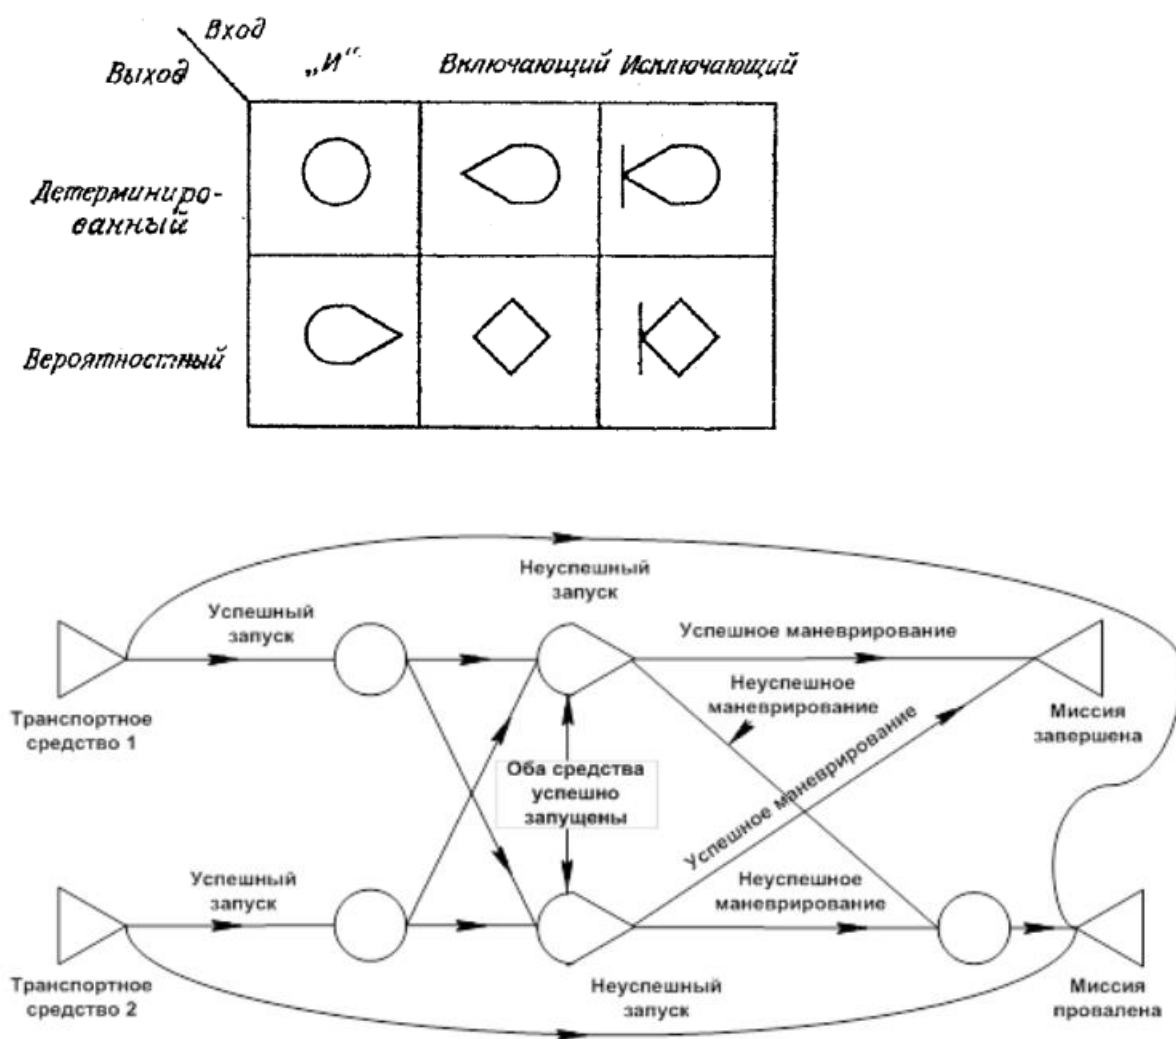 Вход
Выход
„И“
Включающий Исключающий
Детерминиро-
ванный
Вероятностный
Неуспешный
запуск
Успешный
запуск
Успешное маневрирование
Неуспешное
маневрирование
Транспортное
средство 1
Миссия
завершена
Оба средства
успешно
запущены
Успешное маневрирование
Успешный
запуск
Неуспешное
маневрирование
Транспортное
средство 2
Неуспешный
запуск
Миссия
провалена